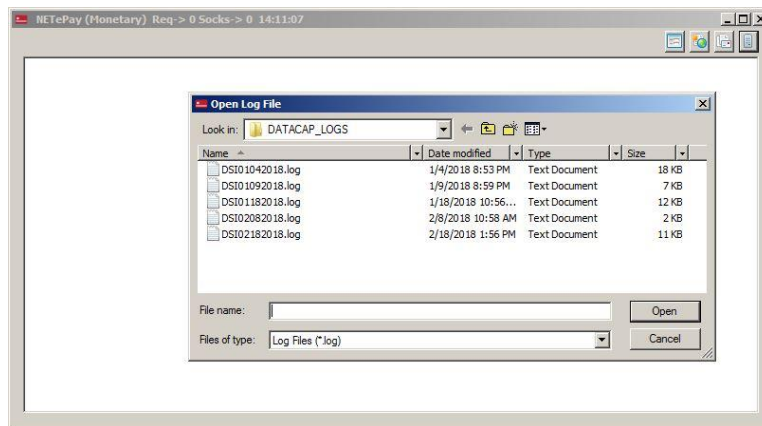 NETePay (Monetary) Req-> 0 Socks-> 0 14:11:07
Open Log File
Look in: DATACAP_LOGS
Name Date modified Type Size
DSI01042018.log 1/4/2018 8:53 PM Text Document 18 KB
DSI01092018.log 1/9/2018 8:59 PM Text Document 7 KB
DSI01182018.log 1/18/2018 10:56... Text Document 12 KB
DSI02082018.log 2/8/2018 10:58 AM Text Document 2 KB
DSI02182018.log 2/18/2018 1:56 PM Text Document 11 KB
File name: Open
Files of type: Log Files (*.log) Cancel